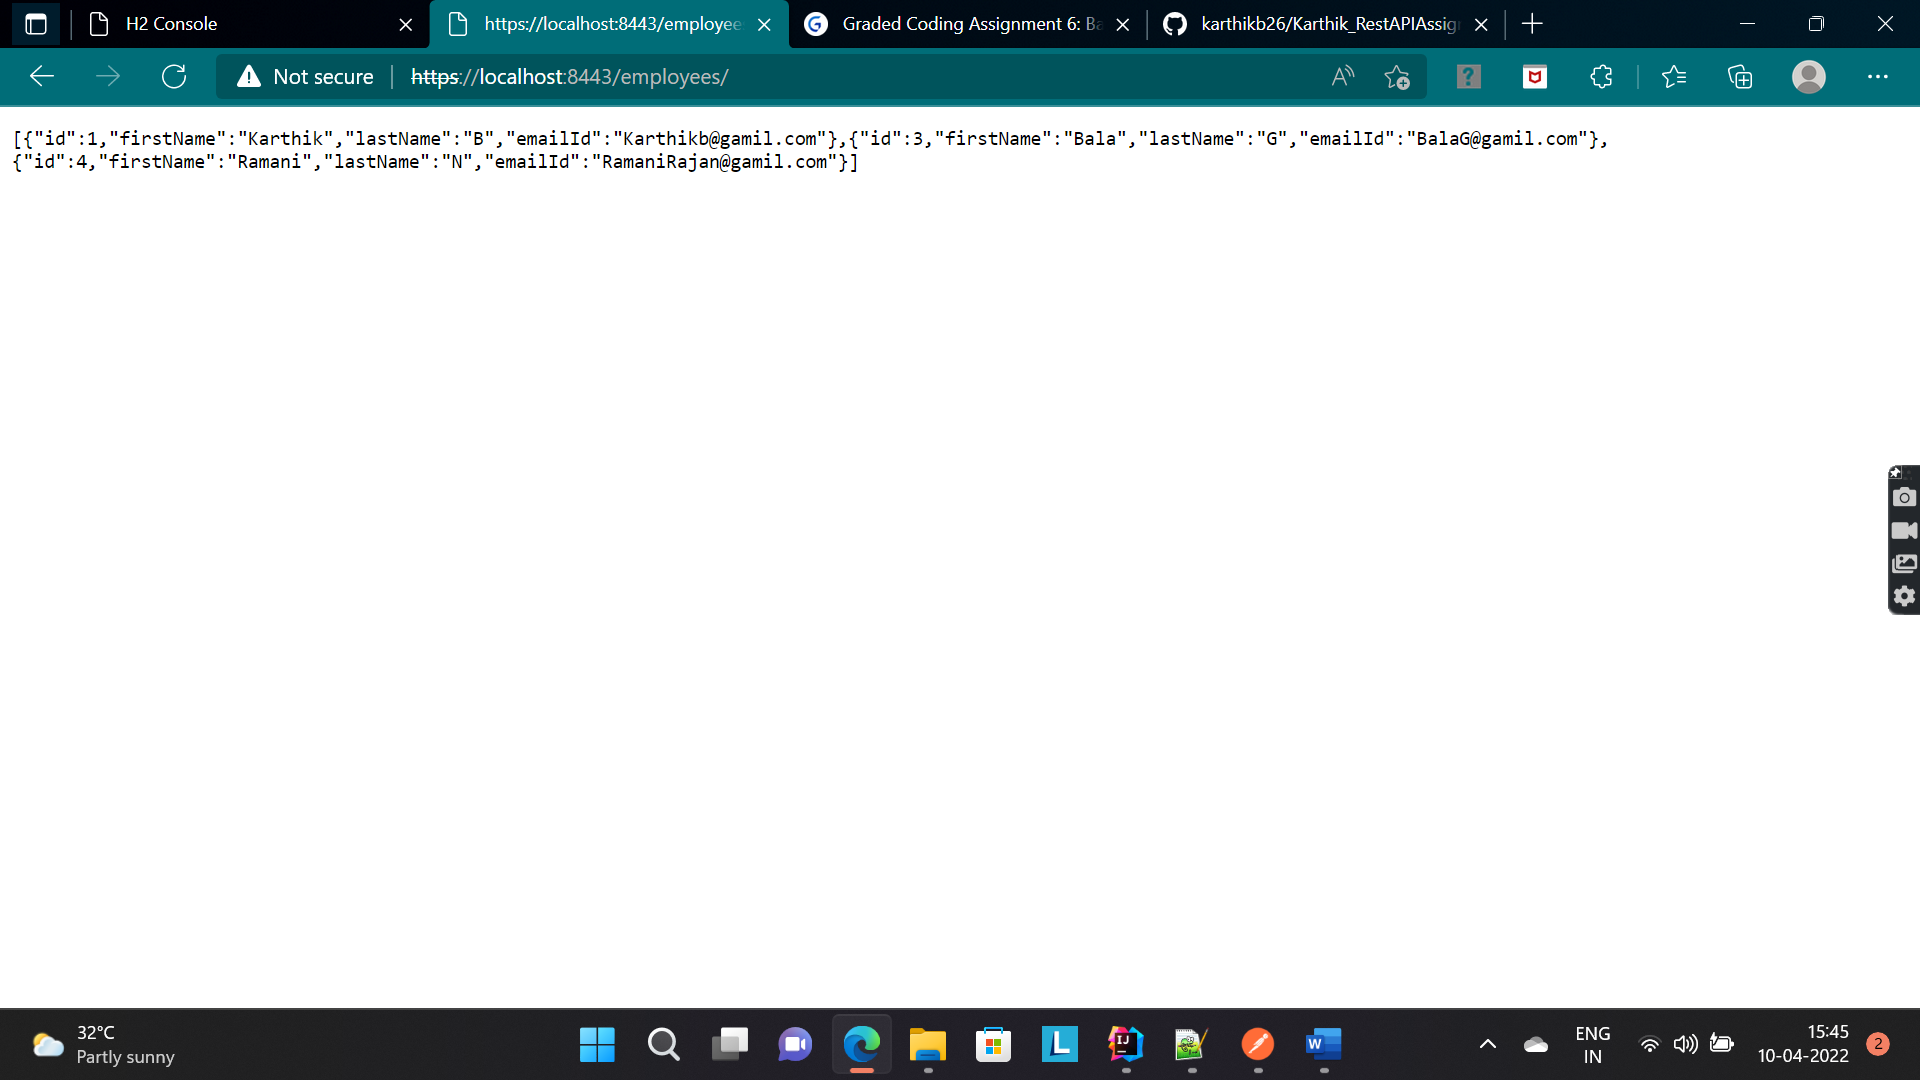 H2 Console
https://localhost:8443/employee
Graded Coding Assignment 6: Ba
karthikb26/Karthik_RestAPIAssig
Not secure
https://localhost:8443/employees/
[{"id":1,"firstName":"Karthik","lastName":"B","emailId":"Karthikb@gamil.com"},{"id":3,"firstName":"Bala","lastName":"G","emailId":"BalaG@gamil.com"},
{"id":4,"firstName":"Ramani","lastName":"N","emailId":"RamaniRajan@gamil.com"}]
32°C
Partly sunny
ENG
IN
15:45
10-04-2022
2